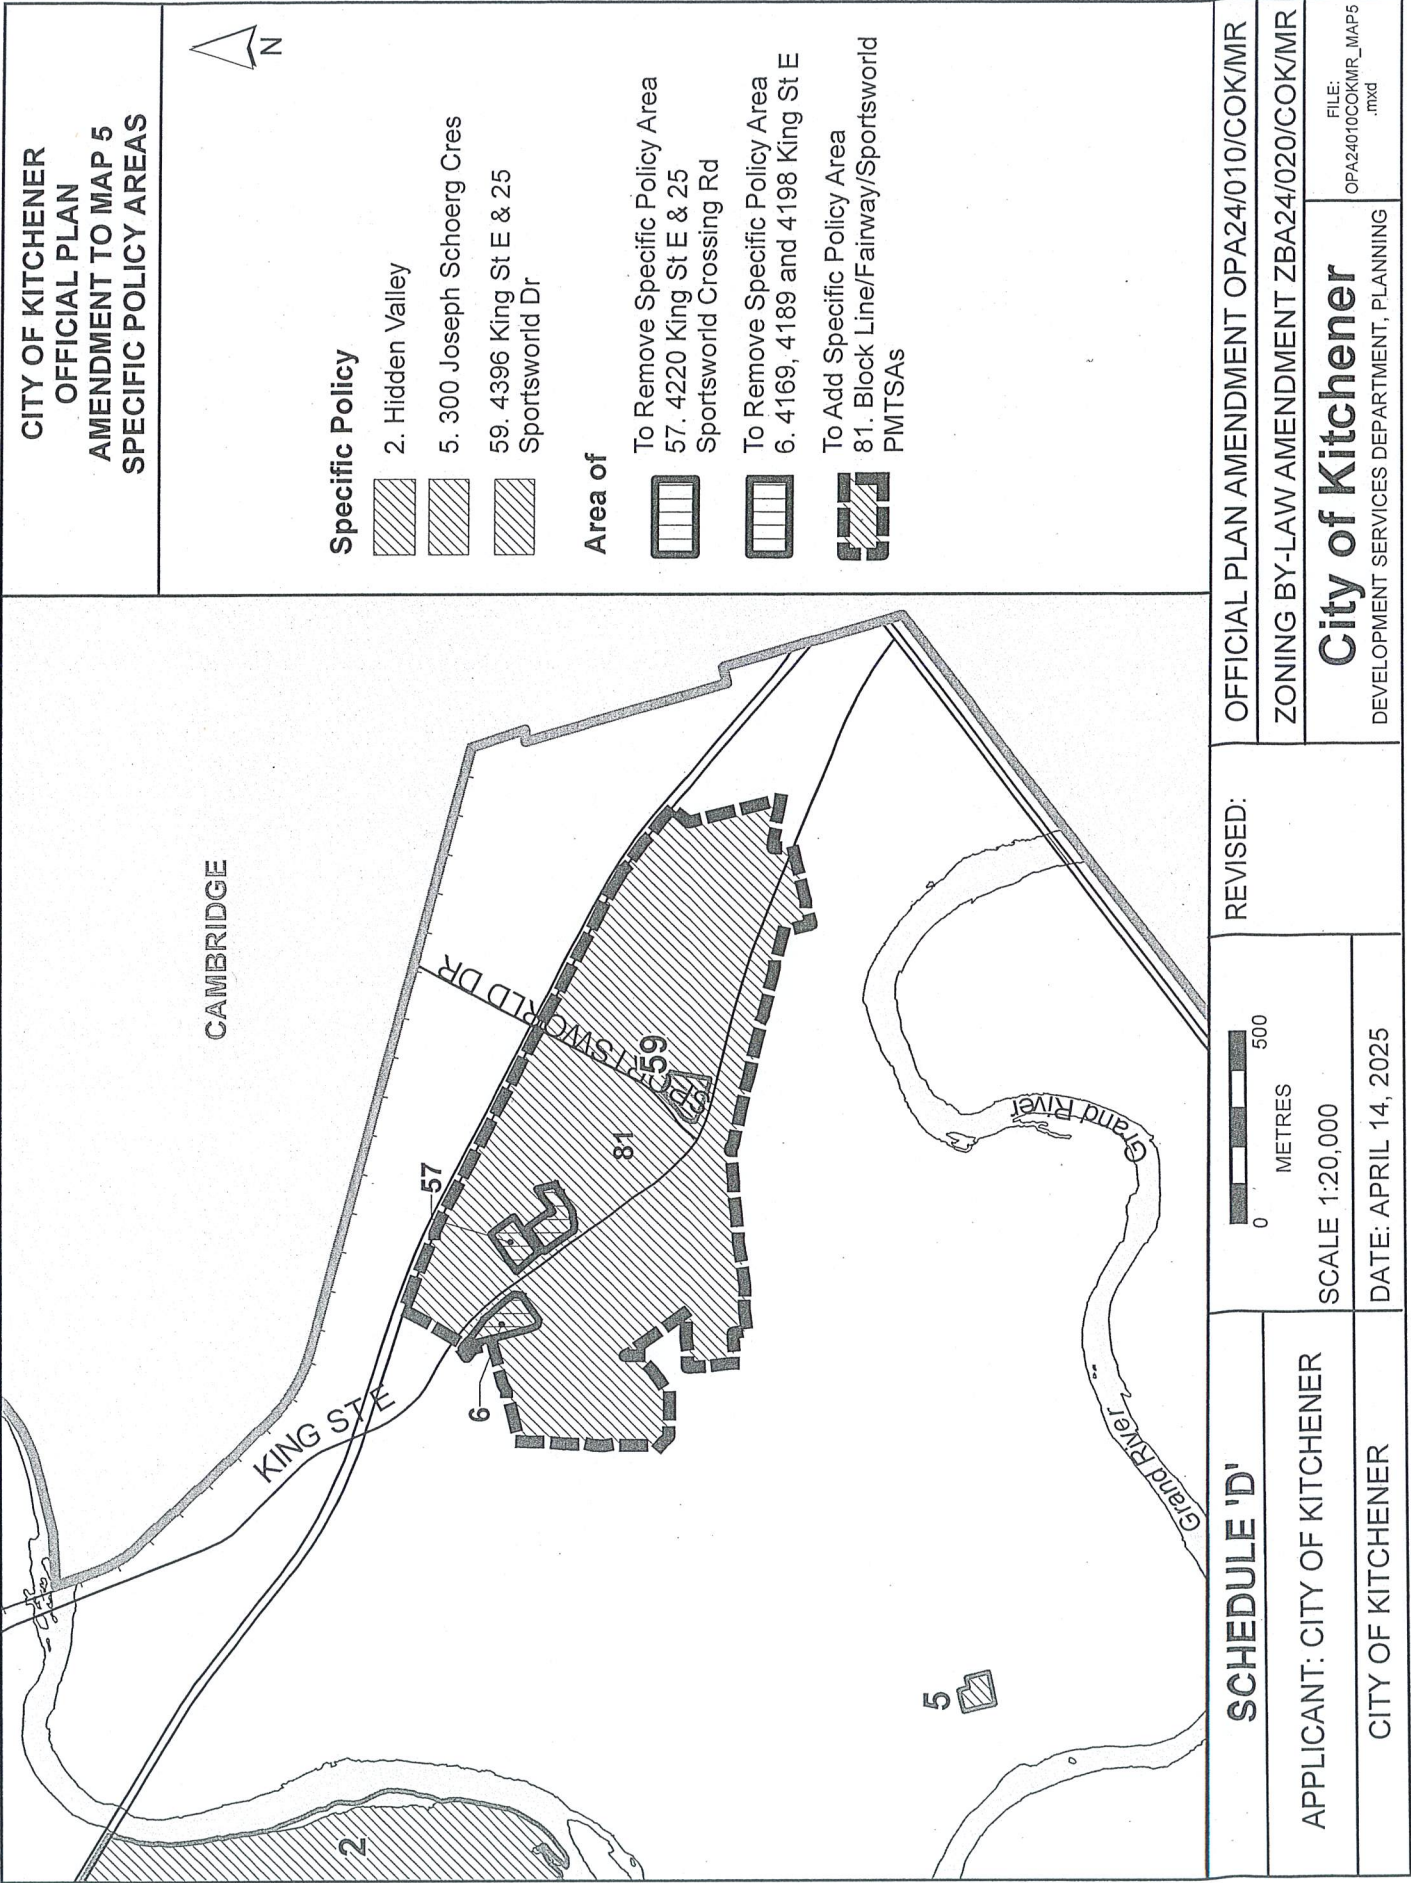 CITY OF KITCHENER
OFFICIAL PLAN
AMENDMENT TO MAP 5
SPECIFIC POLICY AREAS
N
Specific Policy
2. Hidden Valley
5. 300 Joseph Schoerg Cres
59. 4396 King St E & 25
Sportsworld Dr
Area of
To Remove Specific Policy Area
57. 4220 King St E & 25
Sportsworld Crossing Rd
To Remove Specific Policy Area
6. 4169, 4189 and 4198 King St E
To Add Specific Policy Area
81. Block Line/Fairway/Sportsworld
PMTSAs
CAMBRIDGE
KING ST E
SPORTSWORLD DR
57
6
81
59
2
5
Grand River
Grand River
SCHEDULE 'D'
APPLICANT: CITY OF KITCHENER
CITY OF KITCHENER
0
500
METRES
SCALE 1:20,000
DATE: APRIL 14, 2025
REVISED:
OFFICIAL PLAN AMENDMENT OPA24/010/COK/MR
ZONING BY-LAW AMENDMENT ZBA24/020/COK/MR
City of Kitchener
DEVELOPMENT SERVICES DEPARTMENT, PLANNING
FILE:
OPA24010COKMR_MAP5
.mxd